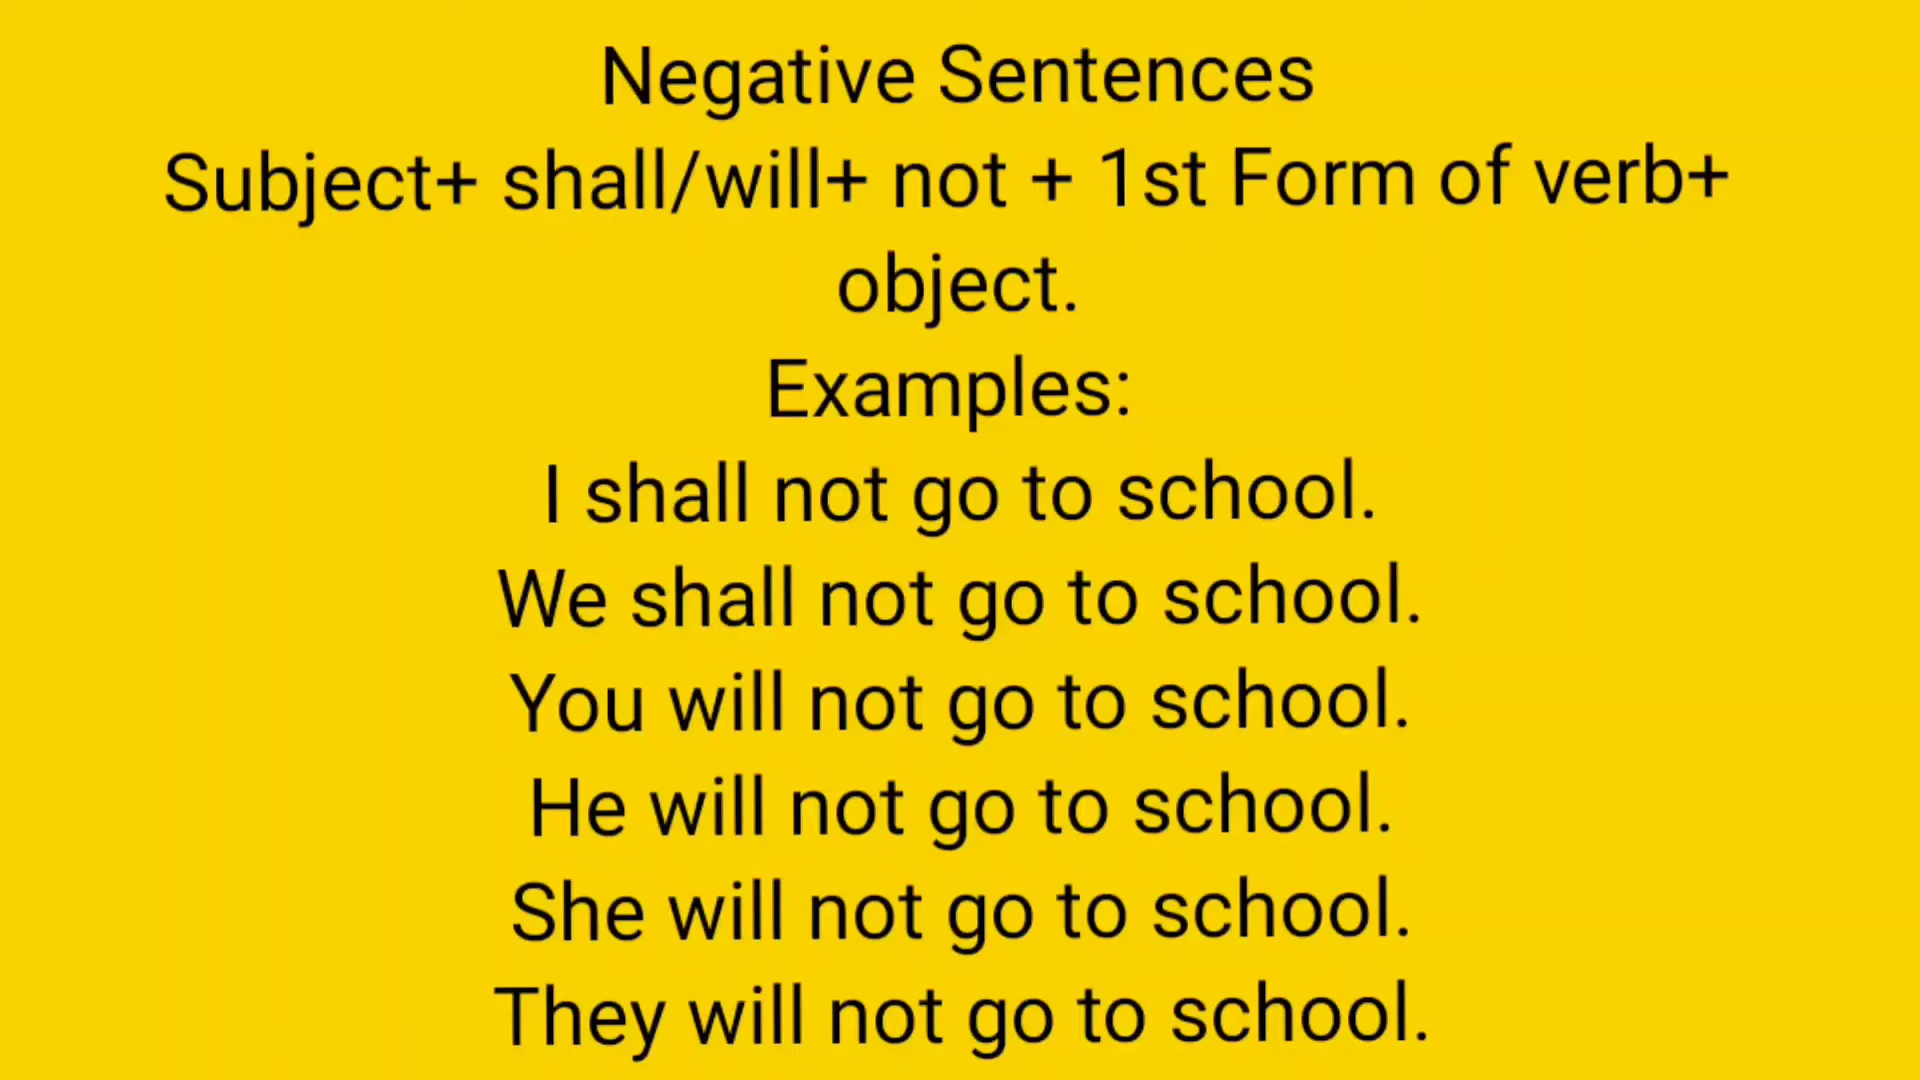 Negative Sentences
Subject+ shall/will+ not + 1st Form of verb+
object.
Examples:
I shall not go to school.
We shall not go to school.
You will not go to school.
He will not go to school.
She will not go to school.
They will not go to school.